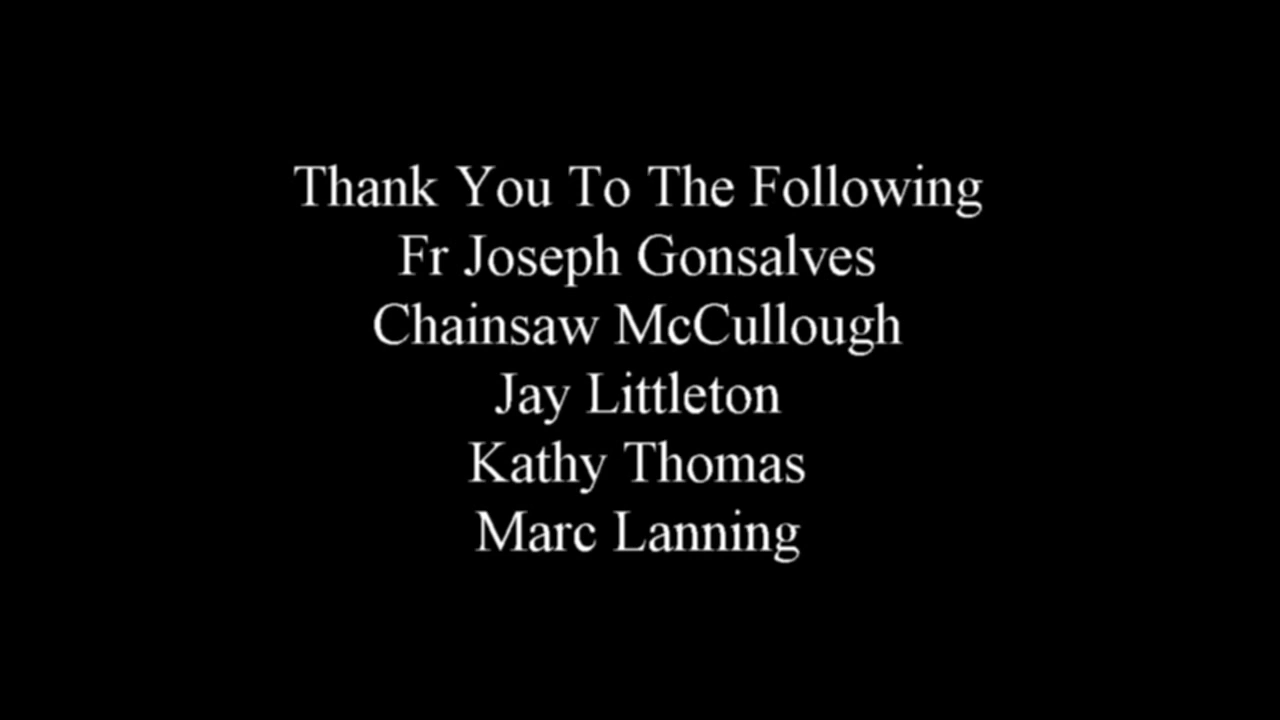 Thank You To The Following
Fr Joseph Gonsalves
Chainsaw McCullough
Jay Littleton
Kathy Thomas
Marc Lanning